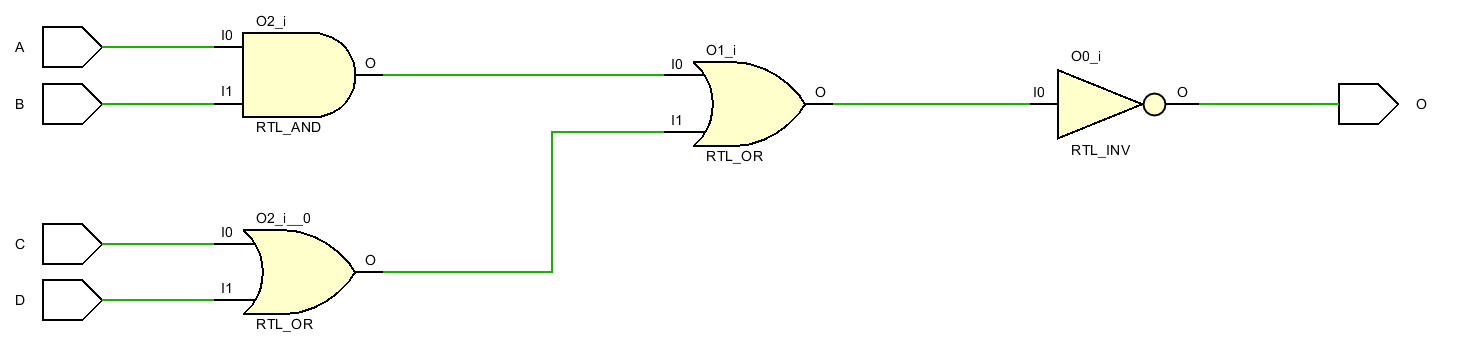 A
B
C
D
I0
I1
O2_i
O
RTL_AND
I0
I1
O2_i__0
O
RTL_OR
I0
I1
O1_i
O
RTL_OR
I0
O0_i
O
RTL_INV
O